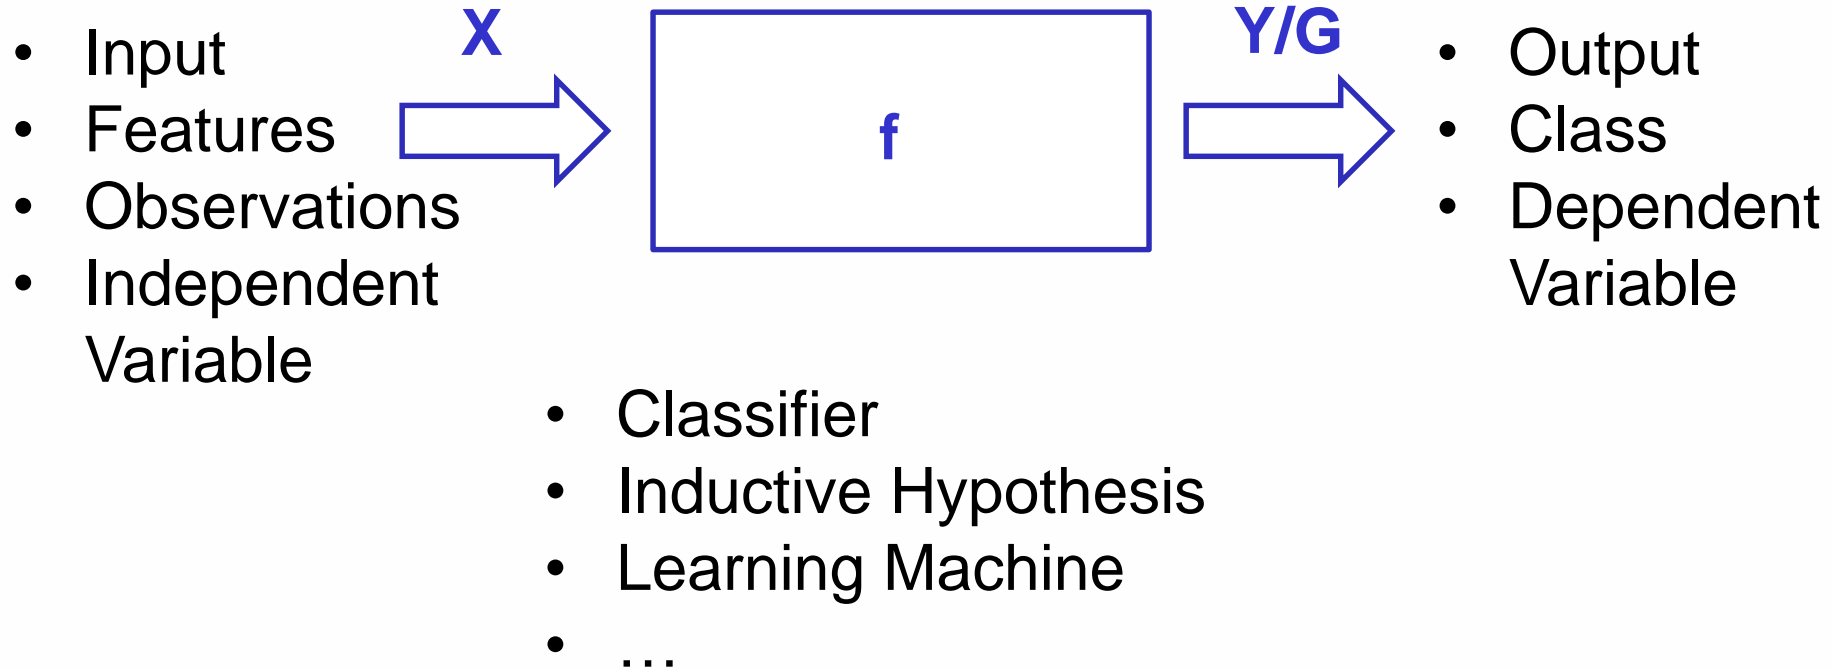 X
Y/G
f
• Input
• Features
• Observations
• Independent
Variable
• Output
• Class
• Dependent
Variable
• Classifier
• Inductive Hypothesis
• Learning Machine
• …